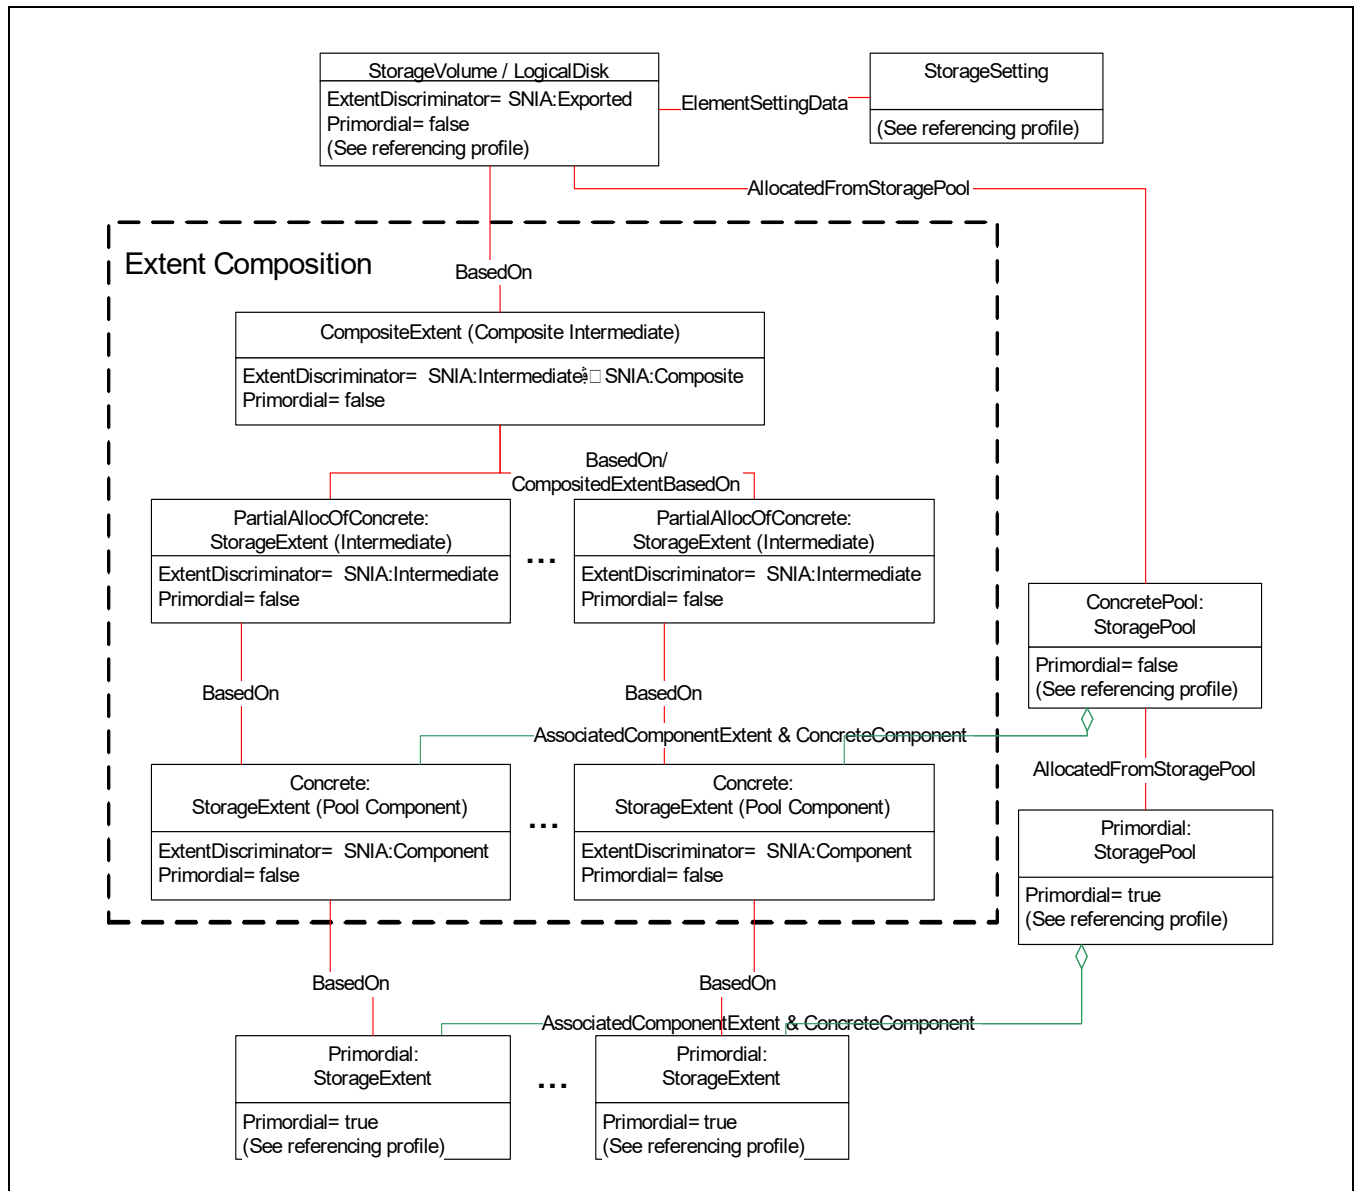 StorageVolume / LogicalDisk
ExtentDiscriminator= SNIA:Exported
Primordial= false
(See referencing profile)
ElementSettingData
StorageSetting
(See referencing profile)
AllocatedFromStoragePool
Extent Composition
BasedOn
CompositeExtent (Composite Intermediate)
ExtentDiscriminator= SNIA:Intermediate SNIA:Composite
Primordial= false
BasedOn/
CompositedExtentBasedOn
PartialAllocOfConcrete:
StorageExtent (Intermediate)
ExtentDiscriminator= SNIA:Intermediate
Primordial= false
...
PartialAllocOfConcrete:
StorageExtent (Intermediate)
ExtentDiscriminator= SNIA:Intermediate
Primordial= false
ConcretePool:
StoragePool
Primordial= false
(See referencing profile)
BasedOn
BasedOn
AssociatedComponentExtent & ConcreteComponent
AllocatedFromStoragePool
Concrete:
StorageExtent (Pool Component)
ExtentDiscriminator= SNIA:Component
Primordial= false
...
Concrete:
StorageExtent (Pool Component)
ExtentDiscriminator= SNIA:Component
Primordial= false
Primordial:
StoragePool
Primordial= true
(See referencing profile)
BasedOn
BasedOn
AssociatedComponentExtent & ConcreteComponent
Primordial:
StorageExtent
Primordial= true
(See referencing profile)
...
Primordial:
StorageExtent
Primordial= true
(See referencing profile)